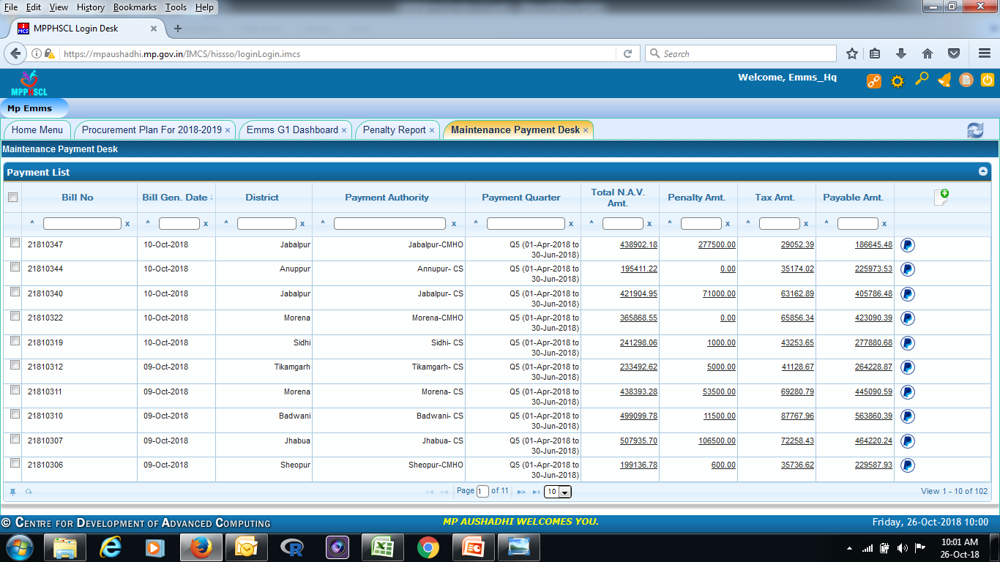 File Edit View History Bookmarks Tools Help
MPPHSCL Login Desk
https://mpaushadhi.mp.gov.in/IMCS/hissso/loginLogin.imcs
Search
MPPHSCL
Welcome, Emms_Hq
Mp Emms
Home Menu Procurement Plan For 2018-2019 × Emms G1 Dashboard × Penalty Report × Maintenance Payment Desk ×
Maintenance Payment Desk
Payment List
Bill No Bill Gen. Date District Payment Authority Payment Quarter Total N.A.V. Amt. Penalty Amt. Tax Amt. Payable Amt.
^ x ^ x ^ x ^ x ^ x ^ x ^ x ^ x ^ x
21810347 10-Oct-2018 Jabalpur Jabalpur-CMHO Q5 (01-Apr-2018 to 30-Jun-2018) 438902.18 277500.00 29052.39 186645.48
21810344 10-Oct-2018 Anuppur Annupur- CS Q5 (01-Apr-2018 to 30-Jun-2018) 195411.22 0.00 35174.02 225973.53
21810340 10-Oct-2018 Jabalpur Jabalpur- CS Q5 (01-Apr-2018 to 30-Jun-2018) 421904.95 71000.00 63162.89 405786.48
21810322 10-Oct-2018 Morena Morena-CMHO Q5 (01-Apr-2018 to 30-Jun-2018) 365868.55 0.00 65856.34 423090.39
21810319 10-Oct-2018 Sidhi Sidhi- CS Q5 (01-Apr-2018 to 30-Jun-2018) 241298.06 1000.00 43253.65 277880.68
21810312 09-Oct-2018 Tikamgarh Tikamgarh- CS Q5 (01-Apr-2018 to 30-Jun-2018) 233492.62 5000.00 41128.67 264228.87
21810311 09-Oct-2018 Morena Morena- CS Q5 (01-Apr-2018 to 30-Jun-2018) 438393.28 53500.00 69280.79 445090.59
21810310 09-Oct-2018 Badwani Badwani- CS Q5 (01-Apr-2018 to 30-Jun-2018) 499099.78 11500.00 87767.96 563860.39
21810307 09-Oct-2018 Jhabua Jhabua- CS Q5 (01-Apr-2018 to 30-Jun-2018) 507935.70 106500.00 72258.43 464220.24
21810306 09-Oct-2018 Sheopur Sheopur-CMHO Q5 (01-Apr-2018 to 30-Jun-2018) 199136.78 600.00 35736.62 229587.93
Page 1 of 11 10 View 1 - 10 of 102
© CENTRE FOR DEVELOPMENT OF ADVANCED COMPUTING MP AUSHADHI WELCOMES YOU. Friday, 26-Oct-2018 10:00
10:01 AM
26-Oct-18